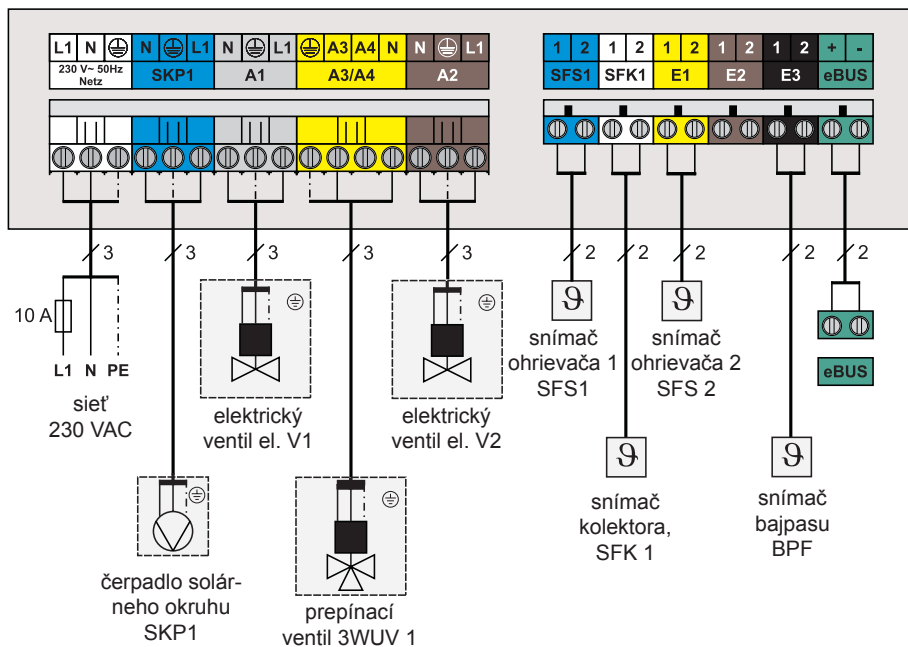 L1 N N L1 N L1 A3 A4 N N L1
230 V~ 50Hz
Netz
SKP1 A1 A3/A4 A2
1 2 1 2 1 2 1 2 1 2 + -
SFS1 SFK1 E1 E2 E3 eBUS
3 3 3 3 3 2 2 2 2 2
10 A
L1 N PE
sieť
230 VAC
elektrický
ventil el. V1
elektrický
ventil el. V2
ϑ
snímač
ohrievača 1
SFS1
ϑ
snímač
ohrievača 2
SFS 2
eBUS
čerpadlo solár-
neho okruhu
SKP1
prepínací
ventil 3WUV 1
ϑ
snímač
kolektora,
SFK 1
ϑ
snímač
bajpasu
BPF